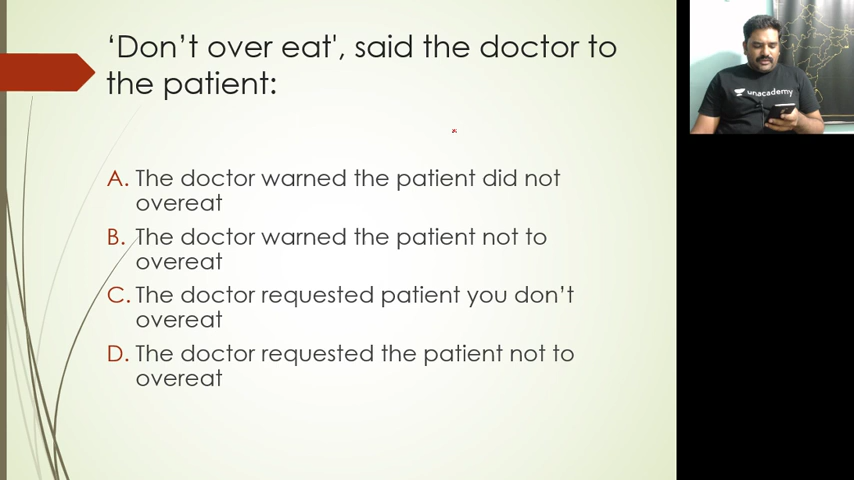 ‘Don’t over eat', said the doctor to
the patient:
A. The doctor warned the patient did not
overeat
B. The doctor warned the patient not to
overeat
C. The doctor requested patient you don’t
overeat
D. The doctor requested the patient not to
overeat
unacademy